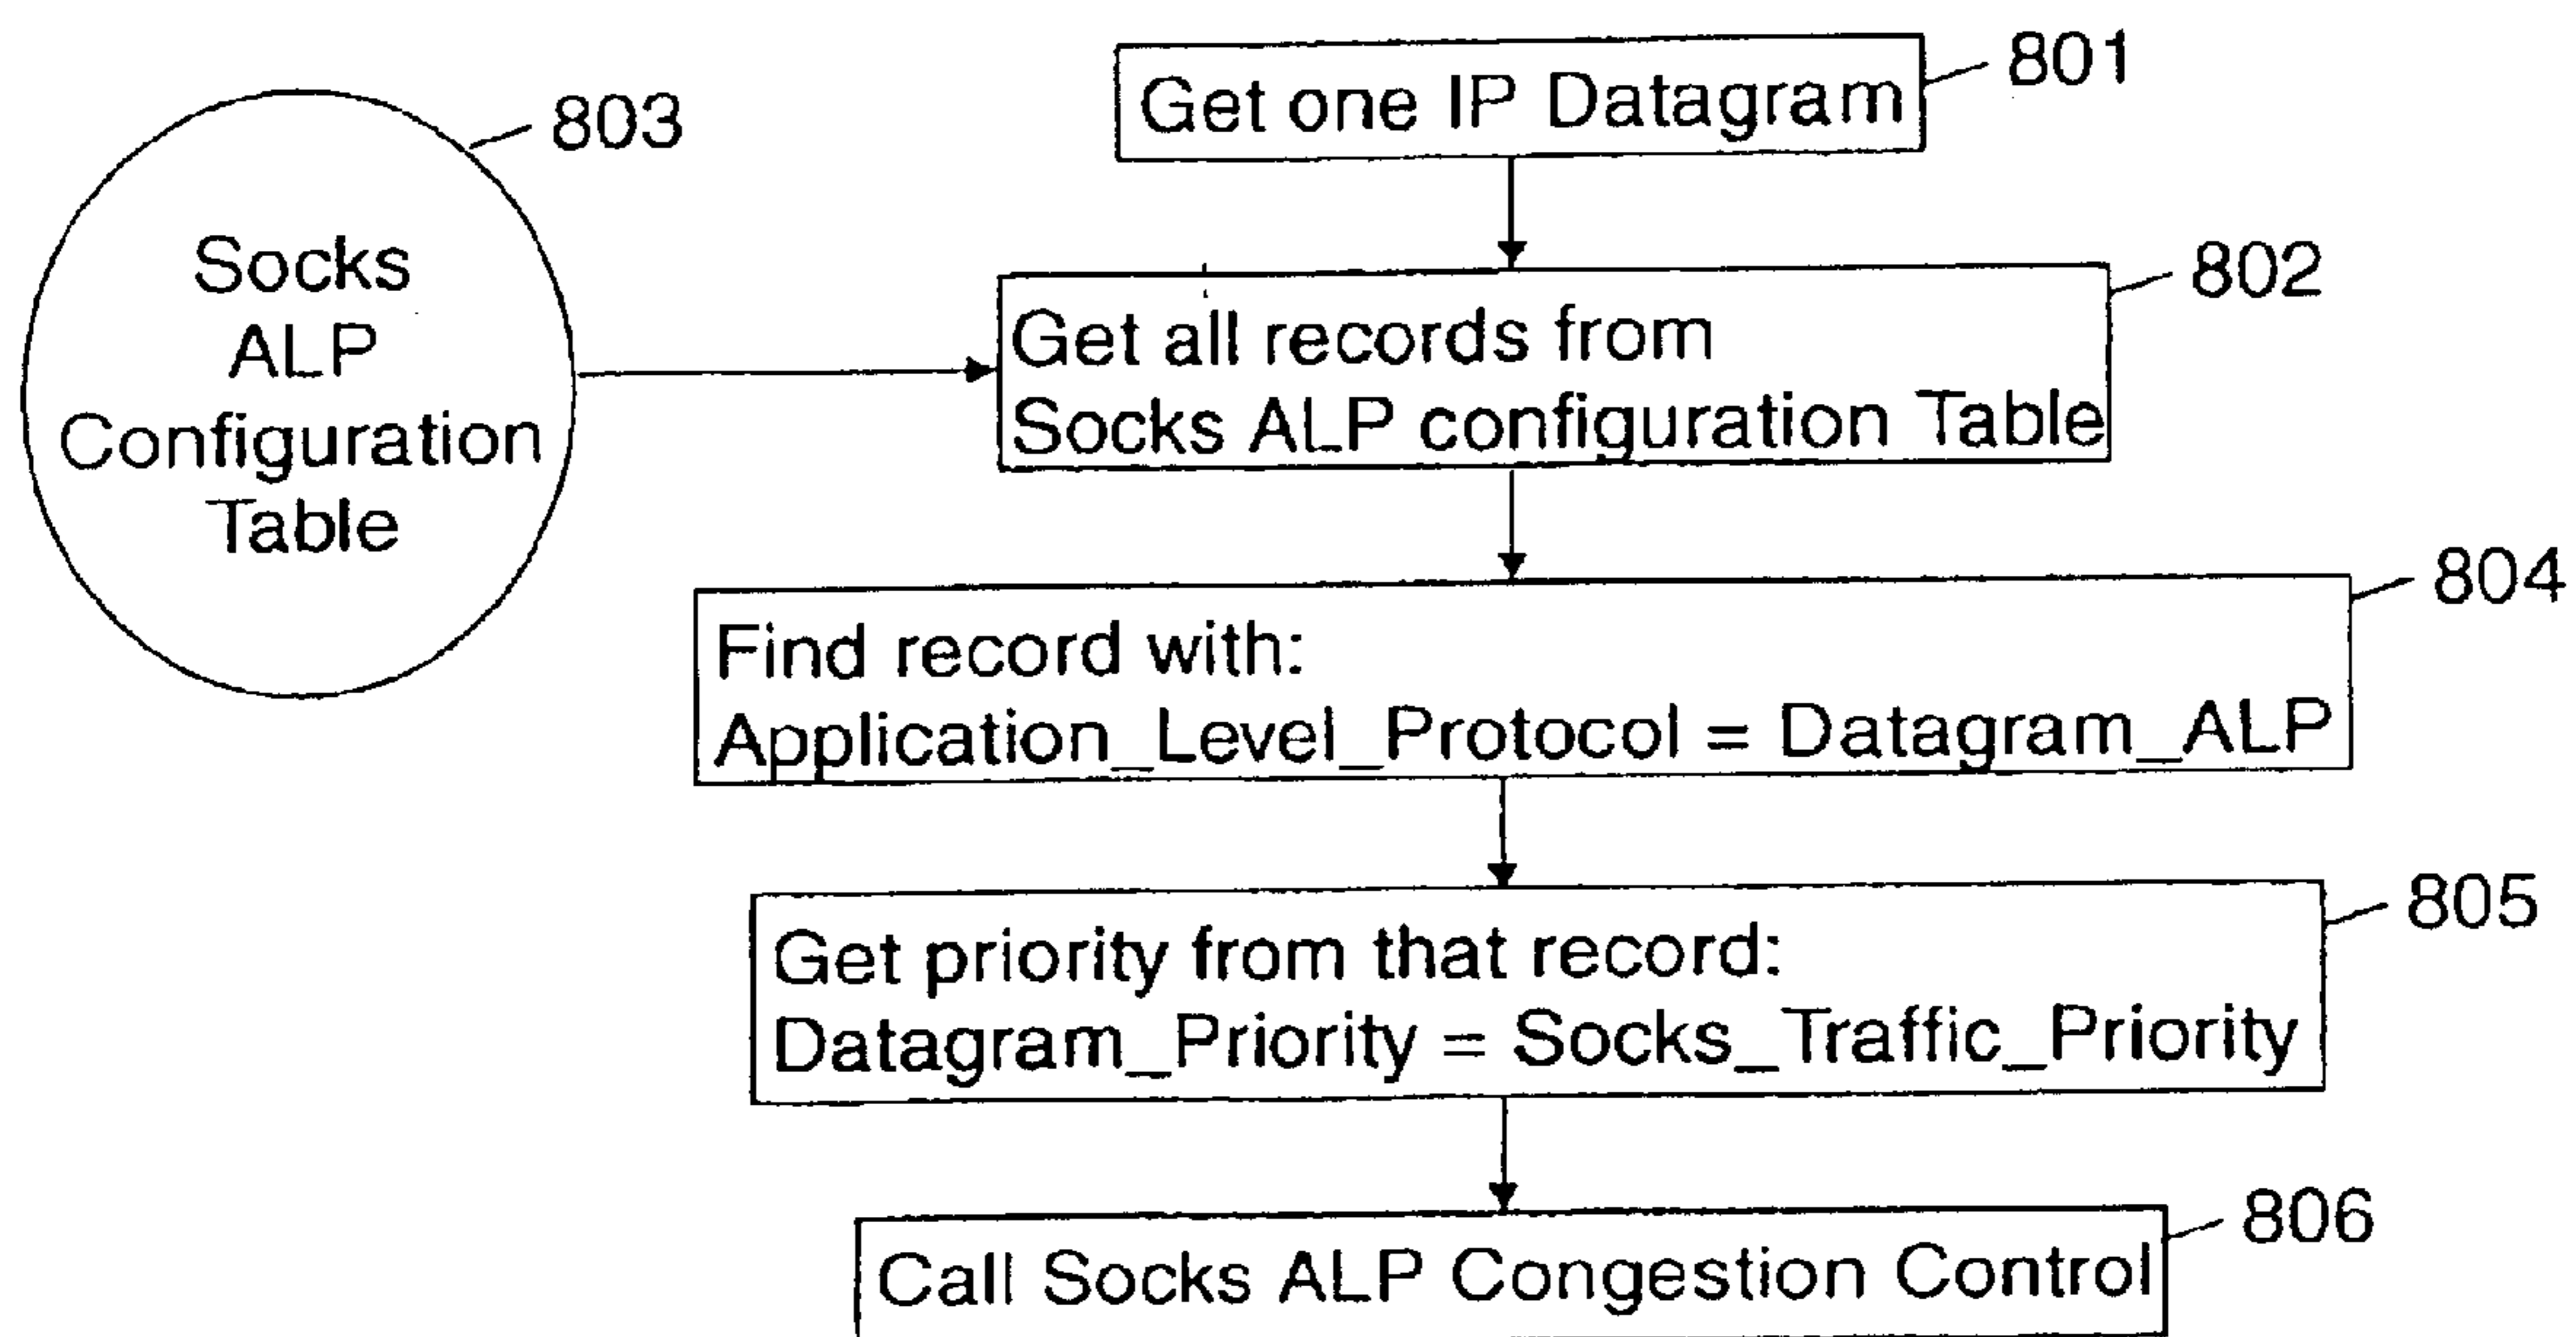 Get one IP Datagram
801
803
Socks
ALP
Configuration
Table
802
Get all records from
Socks ALP configuration Table
804
Find record with:
Application_Level_Protocol = Datagram_ALP
805
Get priority from that record:
Datagram_Priority = Socks_Traffic_Priority
806
Call Socks ALP Congestion Control